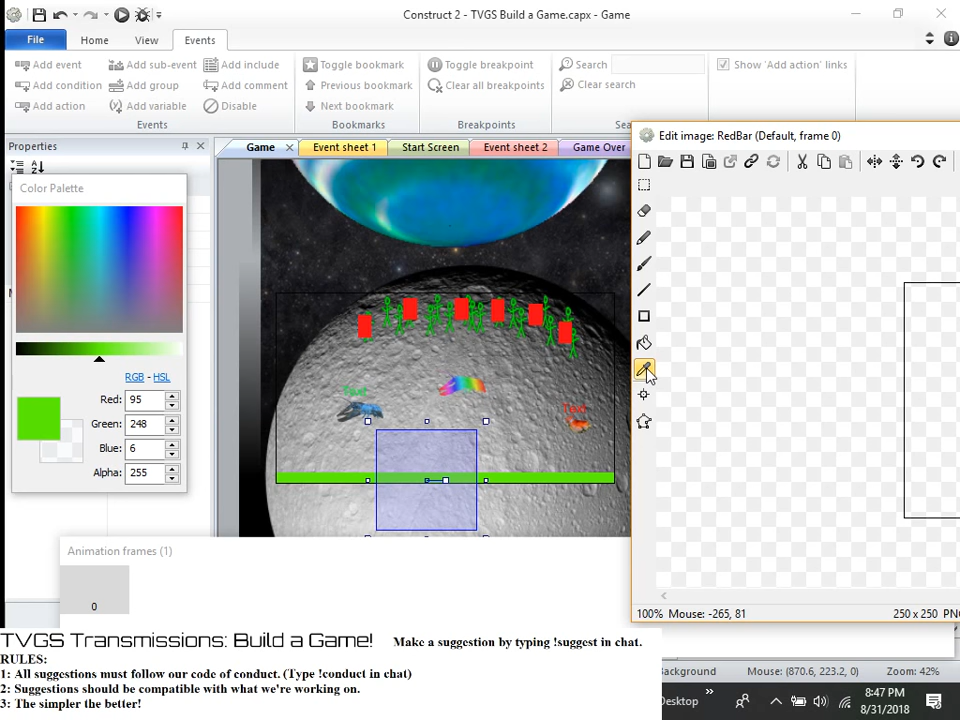 Construct 2 - TVGS Build a Game.capx - Game
File Home View Events
Add event Add sub-event Add include Toggle bookmark Toggle breakpoint Search Show 'Add action' links
Add condition Add group Add comment Previous bookmark Clear all breakpoints Clear search
Add action Add variable Disable Next bookmark
Events Bookmarks Breakpoints
Properties
Game Event sheet 1 Start Screen Event sheet 2 Game Over
Edit image: RedBar (Default, frame 0)
Color Palette
RGB - HSL
Red: 95
Green: 248
Blue: 6
Alpha: 255
Text
Text
Animation frames (1)
0
100% Mouse: -265, 81 250 x 250
TVGS Transmissions: Build a Game! Make a suggestion by typing !suggest in chat.
RULES:
1: All suggestions must follow our code of conduct. (Type !conduct in chat)
2: Suggestions should be compatible with what we're working on.
3: The simpler the better!
Mouse: (870.6, 223.2, 0) Zoom: 42%
8:47 PM
8/31/2018